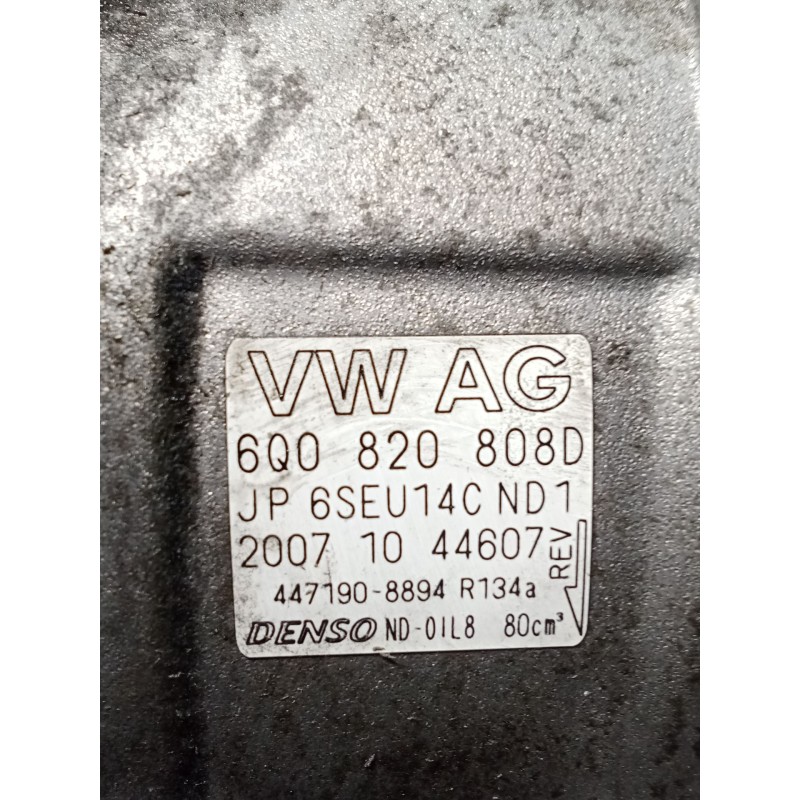 VW AG
6Q0 820 808D
JP 6SEU14C ND1
2007 10 44607
REV
447190-8894 R134a
DENSO ND-OIL8 80cm³